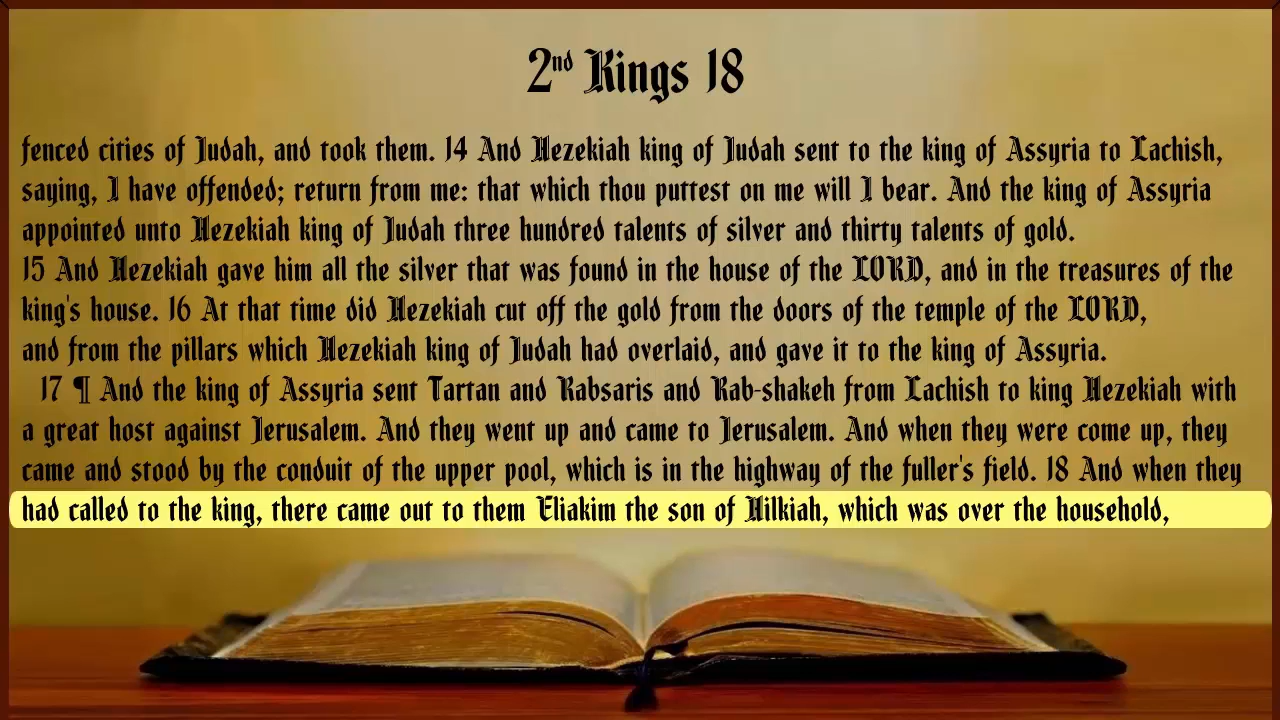 2nd Kings 18
fenced cities of Judah, and took them. 14 And Hezekiah king of Judah sent to the king of Assyria to Lachish,
saying, I have offended; return from me: that which thou puttest on me will I bear. And the king of Assyria
appointed unto Hezekiah king of Judah three hundred talents of silver and thirty talents of gold.
15 And Hezekiah gave him all the silver that was found in the house of the LORD, and in the treasures of the
king's house. 16 At that time did Hezekiah cut off the gold from the doors of the temple of the LORD,
and from the pillars which Hezekiah king of Judah had overlaid, and gave it to the king of Assyria.
17 ¶ And the king of Assyria sent Tartan and Rabsaris and Rab-shakeh from Lachish to king Hezekiah with
a great host against Jerusalem. And they went up and came to Jerusalem. And when they were come up, they
came and stood by the conduit of the upper pool, which is in the highway of the fuller's field. 18 And when they
had called to the king, there came out to them Eliakim the son of Hilkiah, which was over the household,